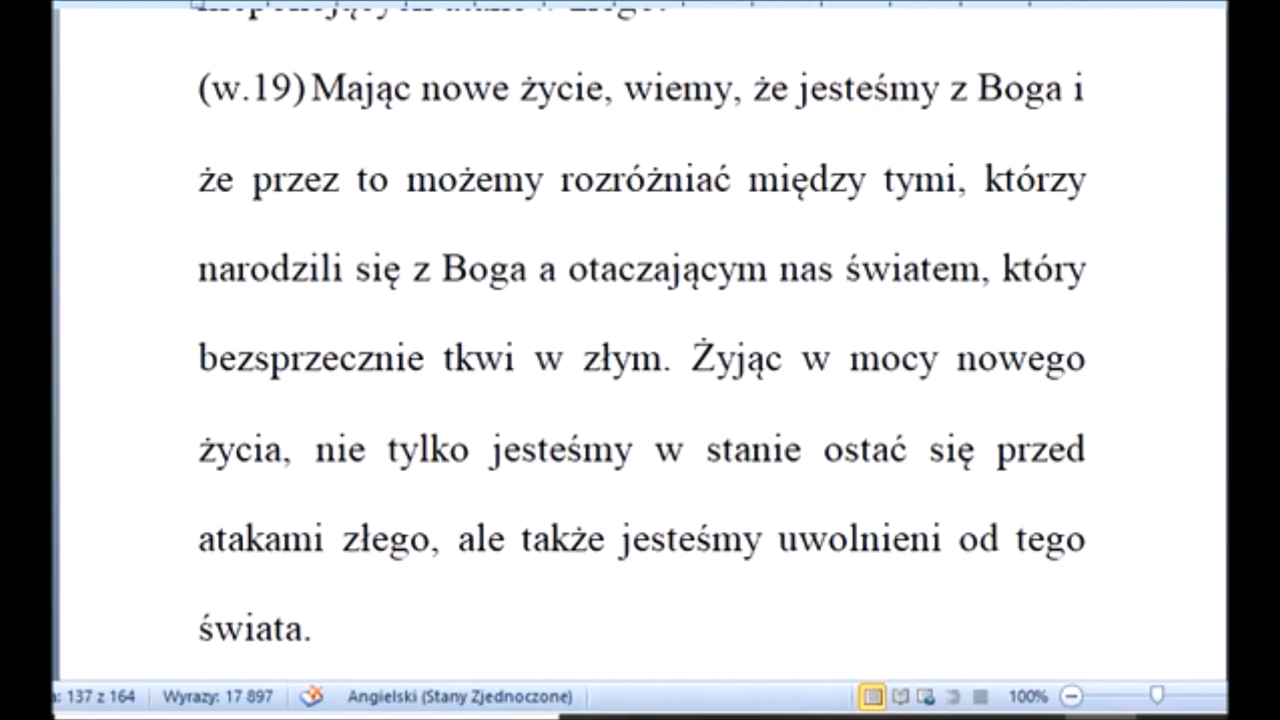 (w.19) Mając nowe życie, wiemy, że jesteśmy z Boga i
że przez to możemy rozróżniać między tymi, którzy
narodzili się z Boga a otaczającym nas światem, który
bezsprzecznie tkwi w złym. Żyjąc w mocy nowego
życia, nie tylko jesteśmy w stanie ostać się przed
atakami złego, ale także jesteśmy uwolnieni od tego
świata.
: 137 z 164 Wyrazy: 17 897 Angielski (Stany Zjednoczone) 100%